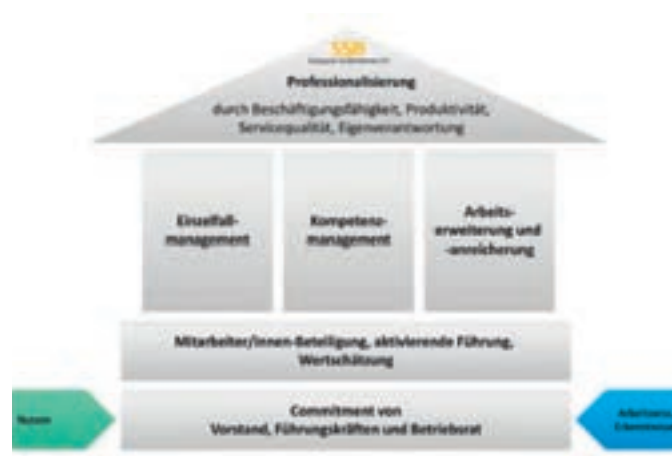 SSB
Professionalisierung
durch Beschäftigungsfähigkeit, Produktivität,
Servicequalität, Eigenverantwortung
Einzelfall-
management
Kompetenz-
management
Arbeits-
erweiterung und
-anreicherung
Mitarbeiter/innen-Beteiligung, aktivierende Führung,
Wertschätzung
Commitment von
Vorstand, Führungskräften und Betriebsrat